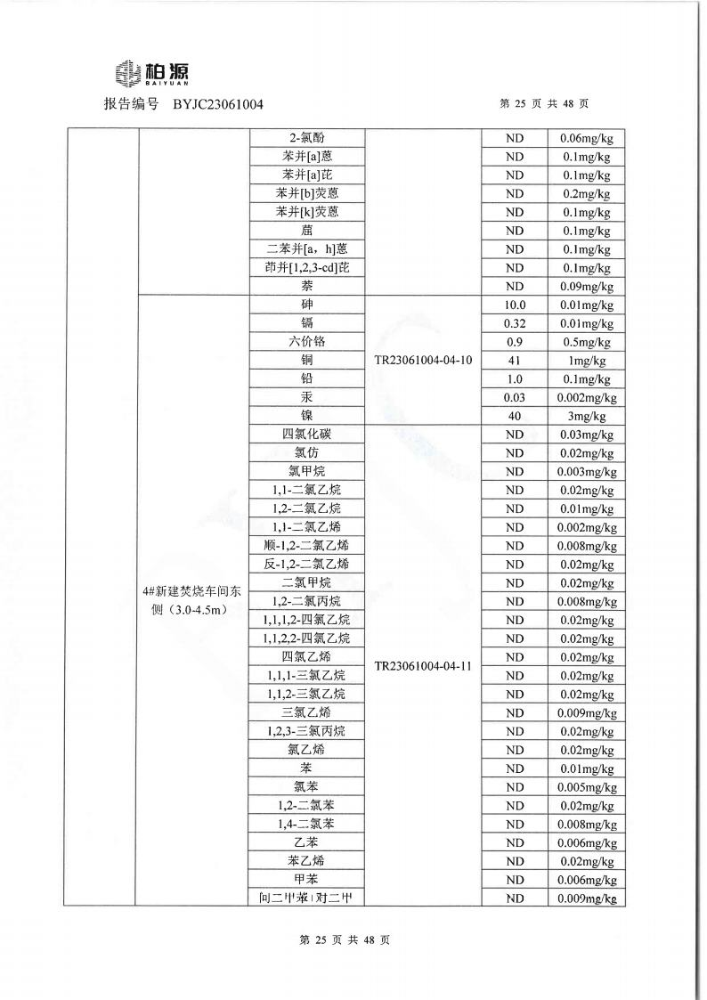 柏源
BAIYUAN
报告编号 BYJC23061004
第 25 页 共 48 页
2-氯酚 ND 0.06mg/kg
苯并[a]蒽 ND 0.1mg/kg
苯并[a]芘 ND 0.1mg/kg
苯并[b]荧蒽 ND 0.2mg/kg
苯并[k]荧蒽 ND 0.1mg/kg
䓛 ND 0.1mg/kg
二苯并[a，h]蒽 ND 0.1mg/kg
茚并[1,2,3-cd]芘 ND 0.1mg/kg
萘 ND 0.09mg/kg
砷 10.0 0.01mg/kg
镉 0.32 0.01mg/kg
六价铬 0.9 0.5mg/kg
铜 TR23061004-04-10 41 1mg/kg
铅 1.0 0.1mg/kg
汞 0.03 0.002mg/kg
镍 40 3mg/kg
四氯化碳 ND 0.03mg/kg
氯仿 ND 0.02mg/kg
氯甲烷 ND 0.003mg/kg
1,1-二氯乙烷 ND 0.02mg/kg
1,2-二氯乙烷 ND 0.01mg/kg
1,1-二氯乙烯 ND 0.002mg/kg
顺-1,2-二氯乙烯 ND 0.008mg/kg
反-1,2-二氯乙烯 ND 0.02mg/kg
二氯甲烷 ND 0.02mg/kg
4#新建焚烧车间东
侧（3.0-4.5m）
1,2-二氯丙烷 ND 0.008mg/kg
1,1,1,2-四氯乙烷 ND 0.02mg/kg
1,1,2,2-四氯乙烷 ND 0.02mg/kg
四氯乙烯 ND 0.02mg/kg
TR23061004-04-11
1,1,1-三氯乙烷 ND 0.02mg/kg
1,1,2-三氯乙烷 ND 0.02mg/kg
三氯乙烯 ND 0.009mg/kg
1,2,3-三氯丙烷 ND 0.02mg/kg
氯乙烯 ND 0.02mg/kg
苯 ND 0.01mg/kg
氯苯 ND 0.005mg/kg
1,2-二氯苯 ND 0.02mg/kg
1,4-二氯苯 ND 0.008mg/kg
乙苯 ND 0.006mg/kg
苯乙烯 ND 0.02mg/kg
甲苯 ND 0.006mg/kg
间二甲苯+对二甲 ND 0.009mg/kg
第 25 页 共 48 页